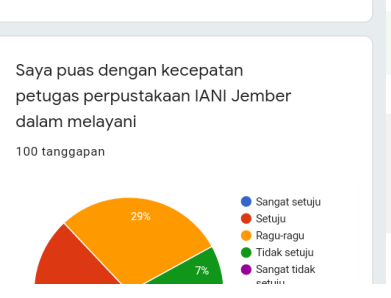 Saya puas dengan kecepatan
petugas perpustakaan IANI Jember
dalam melayani
100 tanggapan
29%
7%
Sangat setuju
Setuju
Ragu-ragu
Tidak setuju
Sangat tidak
setuju